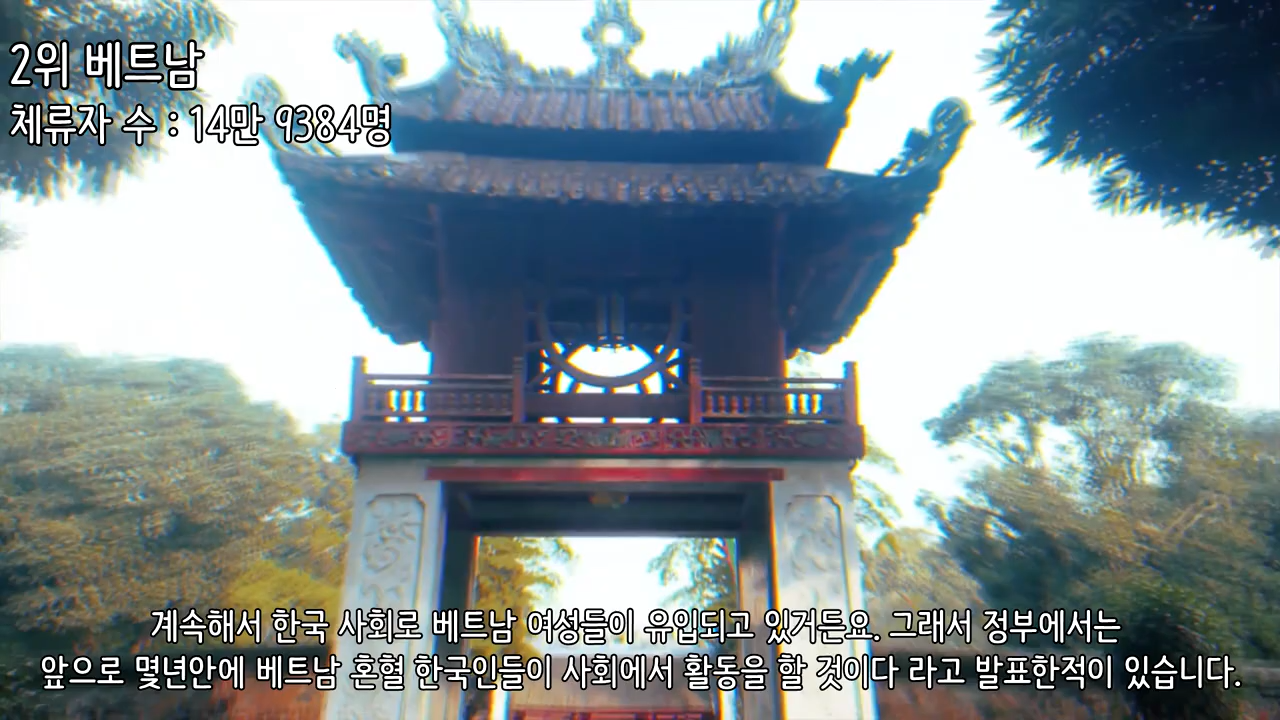 2위 베트남
체류자 수 : 14만 9384명
계속해서 한국 사회로 베트남 여성들이 유입되고 있거든요. 그래서 정부에서는
앞으로 몇년안에 베트남 혼혈 한국인들이 사회에서 활동을 할 것이다 라고 발표한적이 있습니다.